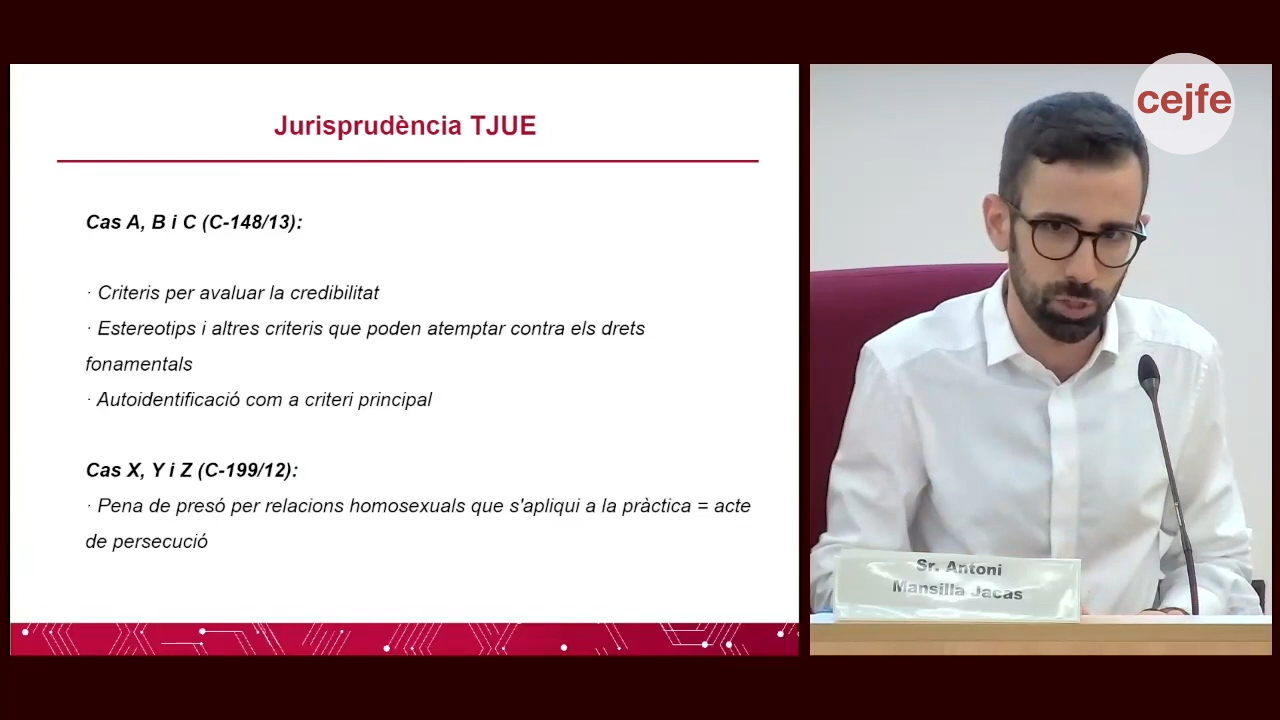 Jurisprudència TJUE
Cas A, B i C (C-148/13):
· Criteris per avaluar la credibilitat
· Estereotips i altres criteris que poden atemptar contra els drets
fonamentals
· Autoidentificació com a criteri principal
Cas X, Y i Z (C-199/12):
· Pena de presó per relacions homosexuals que s'apliqui a la pràctica = acte
de persecució
cejfe
Sr. Antoni
Mansilla Jacas